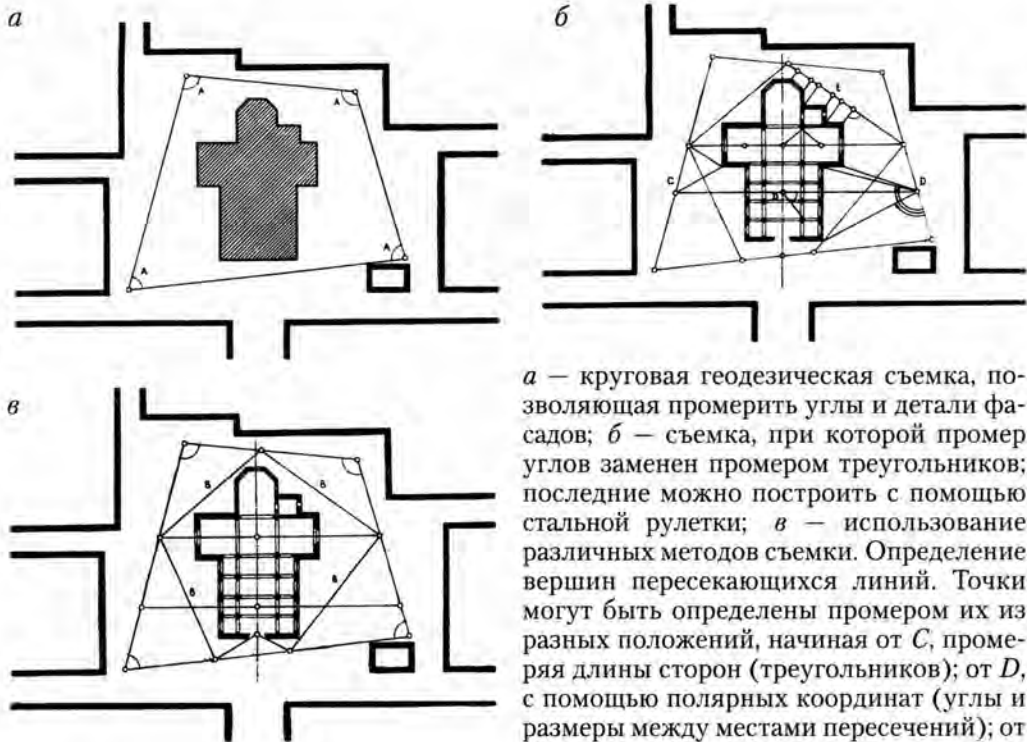 а
A
A
A
A
б
E
C
D
B
в
Б
Б
Б
Б
а — круговая геодезическая съемка, по-
зволяющая промерить углы и детали фа-
садов; б — съемка, при которой промер
углов заменен промером треугольников;
последние можно построить с помощью
стальной рулетки; в — использование
различных методов съемки. Определение
вершин пересекающихся линий. Точки
могут быть определены промером их из
разных положений, начиная от C, проме-
ряя длины сторон (треугольников); от D,
с помощью полярных координат (углы и
размеры между местами пересечений); от